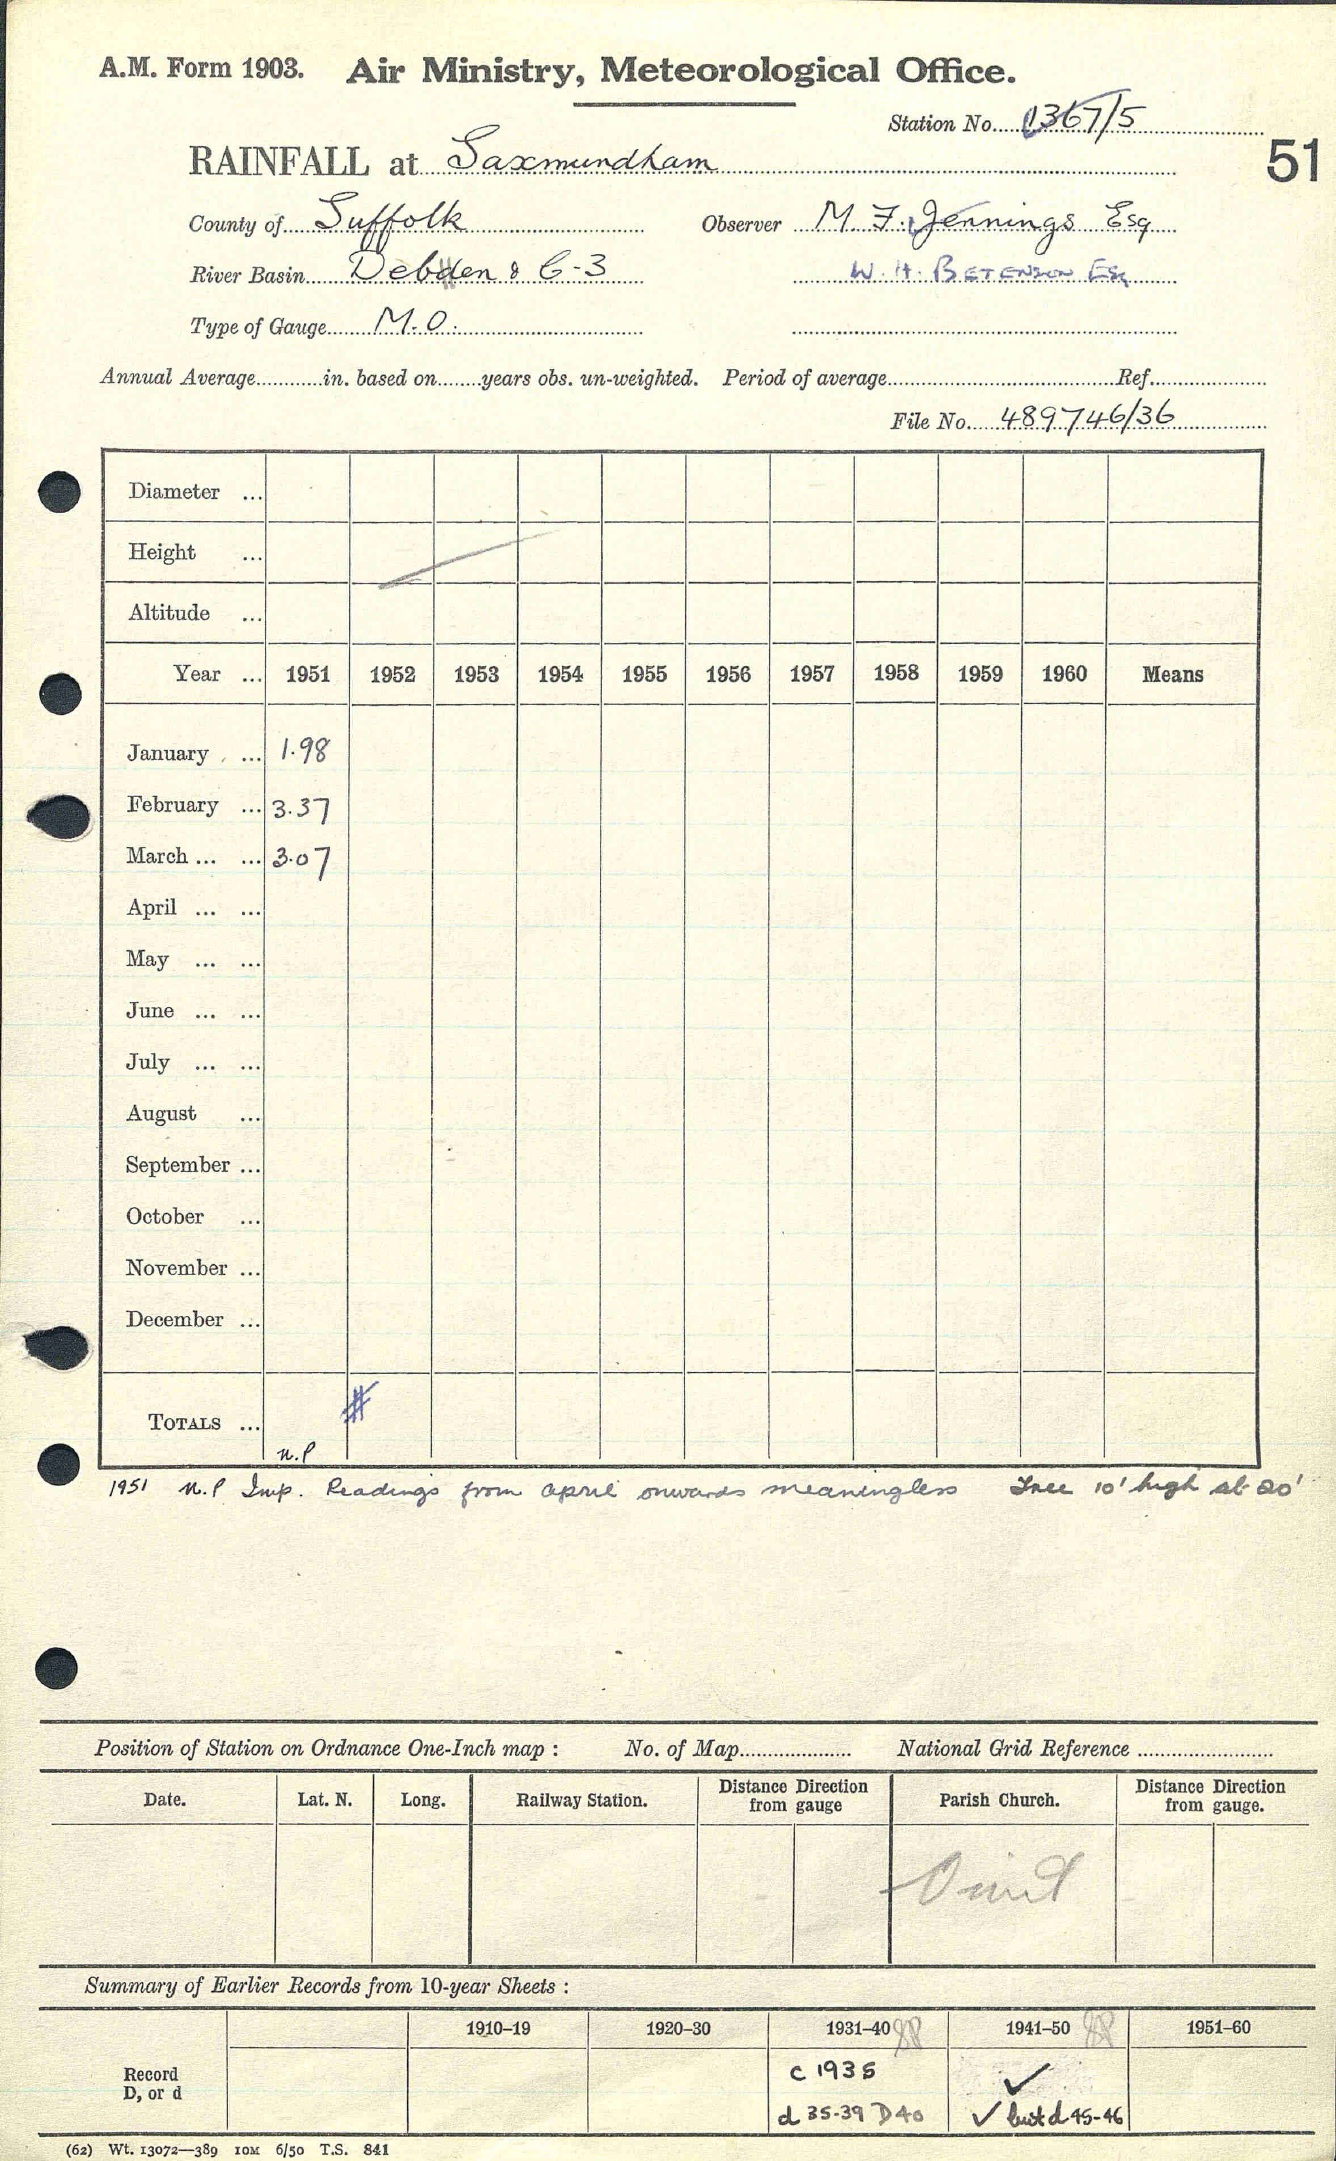 A.M. Form 1903. Air Ministry, Meteorological Office.
Station No. 1367/5
51
RAINFALL at Saxmundham
County of Suffolk Observer M. F. Jennings Esq
River Basin Debden & C-3 W. H. BETENSON ESQ
Type of Gauge M.O.
Annual Average in. based on years obs. un-weighted. Period of average Ref.
File No. 489746/36
Diameter ...
Height ...
Altitude ...
Year ... 1951 1952 1953 1954 1955 1956 1957 1958 1959 1960 Means
January ... 1.98
February ... 3.37
March ... ... 3.07
April ... ...
May ... ...
June ... ...
July ... ...
August ...
September ...
October ...
November ...
December ...
TOTALS ...
n.P
1951 n.P Imp. Readings from april onwards meaningless Tree 10' high at 20'
Position of Station on Ordnance One-Inch map : No. of Map National Grid Reference
Date. Lat. N. Long. Railway Station. Distance Direction from gauge Parish Church. Distance Direction from gauge.
Omit
Summary of Earlier Records from 10-year Sheets :
1910–19 1920–30 1931–40 1941–50 1951–60
Record c 1935 ✓
D, or d d 35-39 D40 ✓ but d 45-46
(62) Wt. 13072—389 10M 6/50 T.S. 841